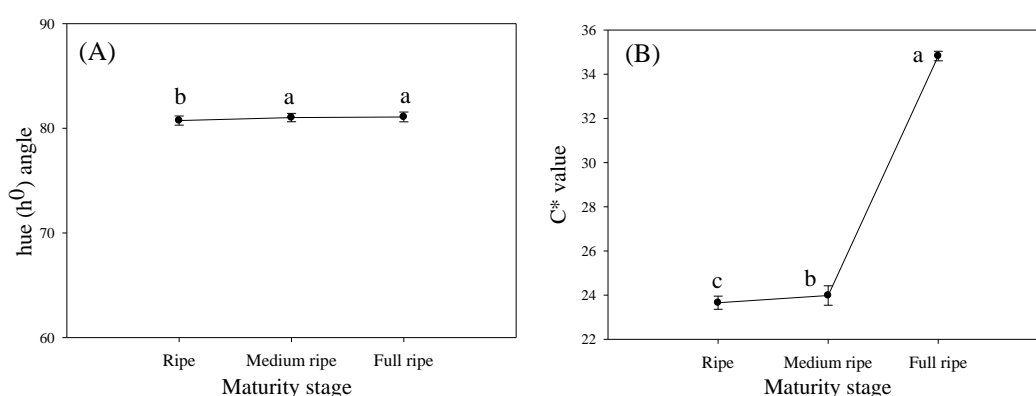 (A)
90
80
70
60
hue (h0) angle
b
a
a
Ripe
Medium ripe
Full ripe
Maturity stage
(B)
36
34
32
35
30
26
24
22
C* value
c
b
a
Ripe
Medium ripe
Full ripe
Maturity stage